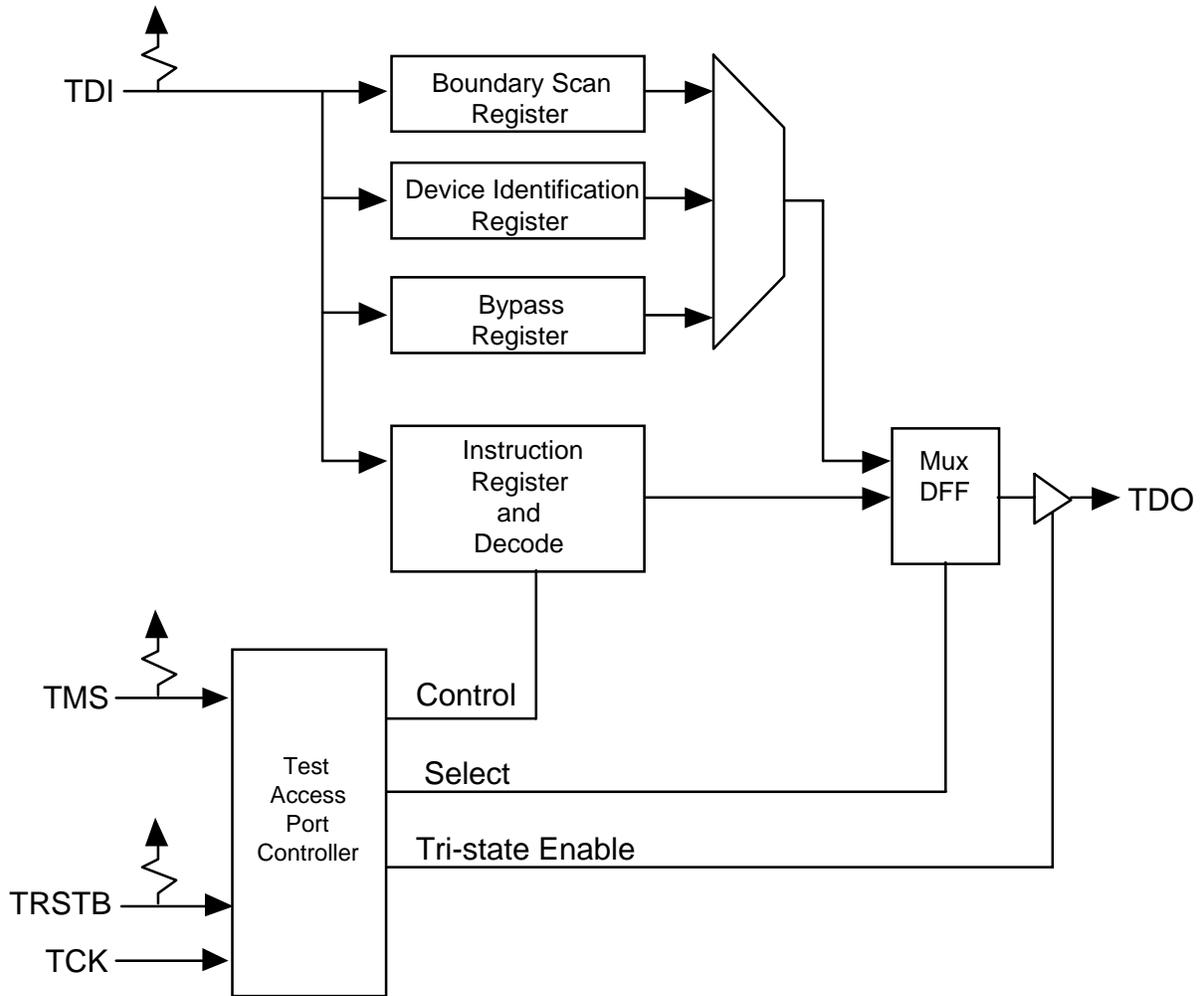 TDI
Boundary Scan
Register
Device Identification
Register
Bypass
Register
Instruction
Register
and
Decode
Mux
DFF
TDO
TMS
Control
Select
Tri-state Enable
Test
Access
Port
Controller
TRSTB
TCK